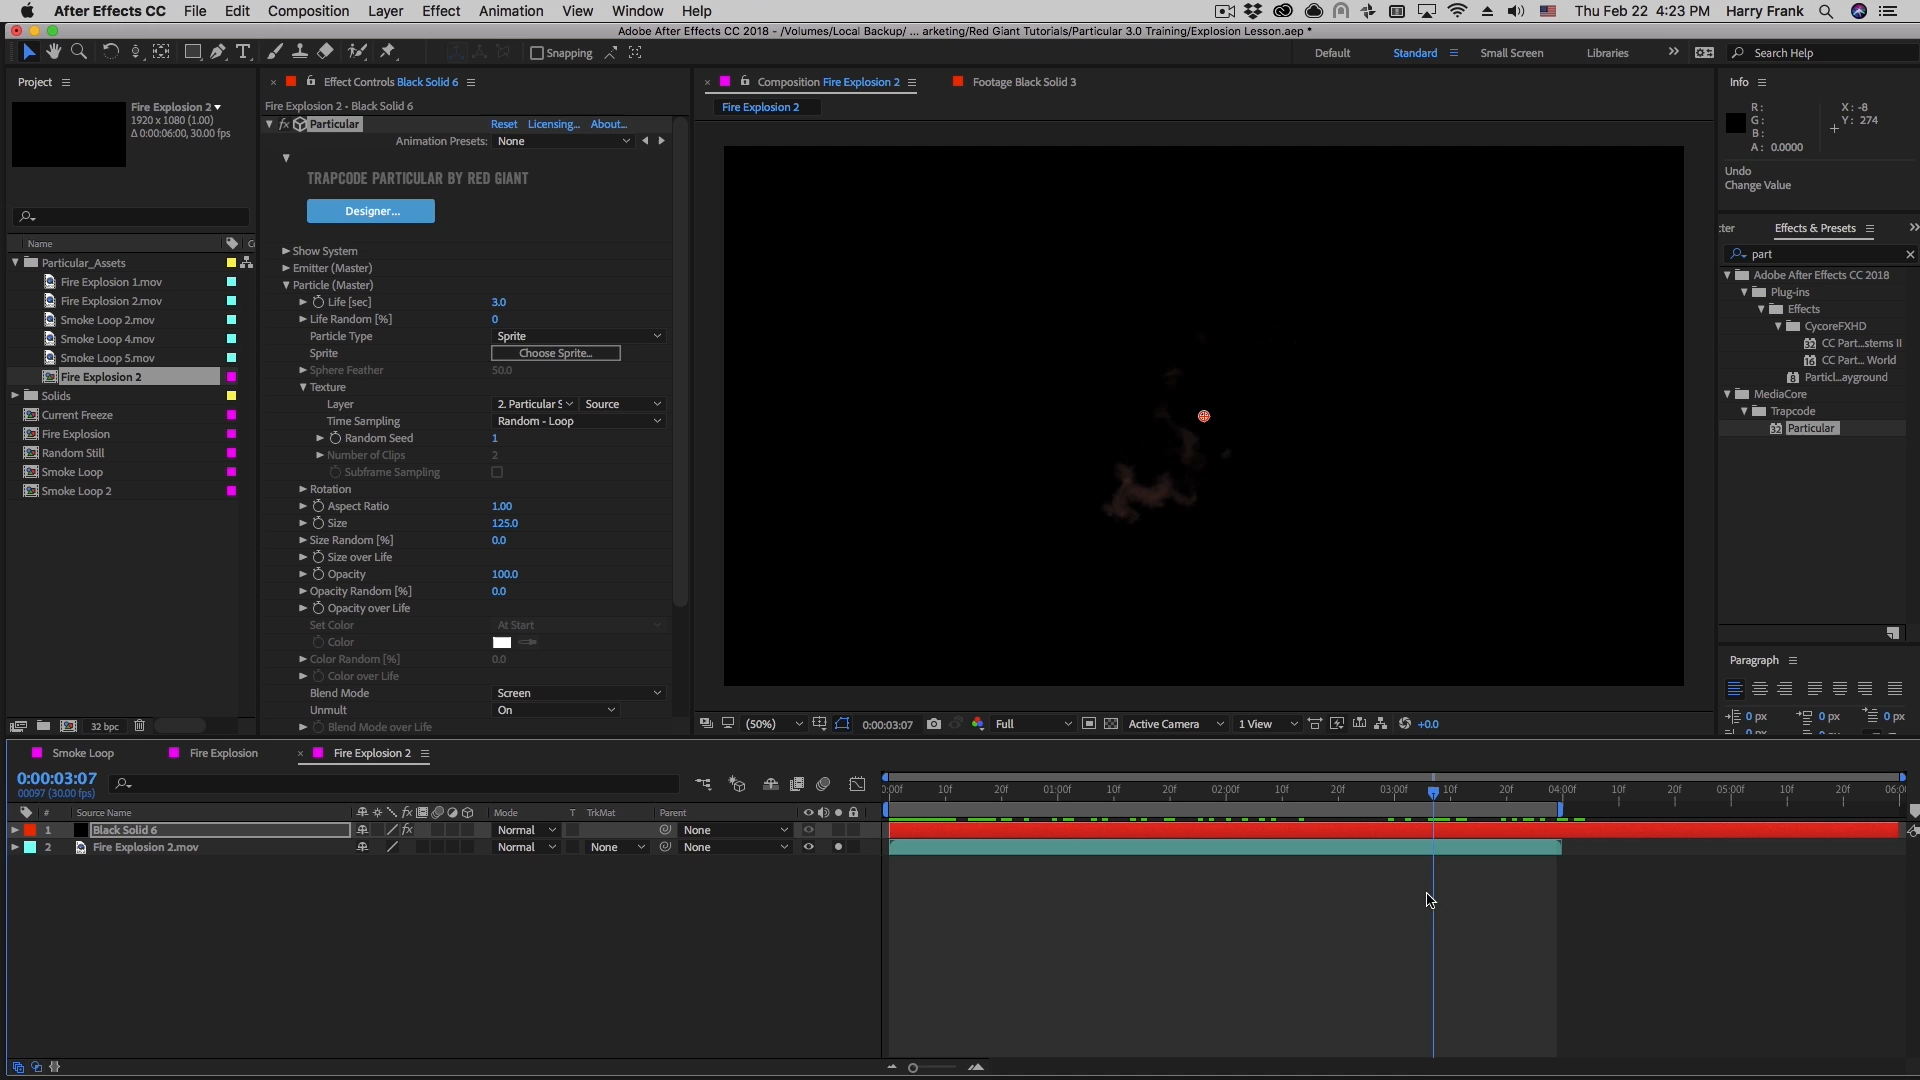 After Effects CC File Edit Composition Layer Effect Animation View Window Help Thu Feb 22 4:23 PM Harry Frank
Adobe After Effects CC 2018 - /Volumes/Local Backup/ ... arketing/Red Giant Tutorials/Particular 3.0 Training/Explosion Lesson.aep *
Snapping Default Standard Small Screen Libraries Search Help
Project
Fire Explosion 2
1920 x 1080 (1.00)
Δ 0:00:06:00, 30.00 fps
Name
Particular_Assets
Fire Explosion 1.mov
Fire Explosion 2.mov
Smoke Loop 2.mov
Smoke Loop 4.mov
Smoke Loop 5.mov
Fire Explosion 2
Solids
Current Freeze
Fire Explosion
Random Still
Smoke Loop
Smoke Loop 2
32 bpc
Effect Controls Black Solid 6
Fire Explosion 2 • Black Solid 6
fx Particular Reset Licensing... About...
Animation Presets: None
TRAPCODE PARTICULAR BY RED GIANT
Designer...
Show System
Emitter (Master)
Particle (Master)
Life [sec] 3.0
Life Random [%] 0
Particle Type Sprite
Sprite Choose Sprite...
Sphere Feather 50.0
Texture
Layer 2. Particular S Source
Time Sampling Random - Loop
Random Seed 1
Number of Clips 2
Subframe Sampling
Rotation
Aspect Ratio 1.00
Size 125.0
Size Random [%] 0.0
Size over Life
Opacity 100.0
Opacity Random [%] 0.0
Opacity over Life
Set Color At Start
Color
Color Random [%] 0.0
Color over Life
Blend Mode Screen
Unmult On
Blend Mode over Life
Composition Fire Explosion 2 Footage Black Solid 3
Fire Explosion 2
(50%) 0:00:03:07 Full Active Camera 1 View +0.0
Info
R:
G:
B:
A: 0.0000
X: -8
Y: 274
Undo
Change Value
cter Effects & Presets
part
Adobe After Effects CC 2018
Plug-ins
Effects
CycoreFXHD
CC Part...stems II
CC Part... World
Particl...ayground
MediaCore
Trapcode
Particular
Paragraph
0 px 0 px 0 px
Smoke Loop Fire Explosion Fire Explosion 2
0:00:03:07
00097 (30.00 fps)
0:00f 10f 20f 01:00f 10f 20f 02:00f 10f 20f 03:00f 10f 20f 04:00f 10f 20f 05:00f 10f 20f 06:0
# Source Name fx Mode T TrkMat Parent
1 Black Solid 6 fx Normal None
2 Fire Explosion 2.mov Normal None None